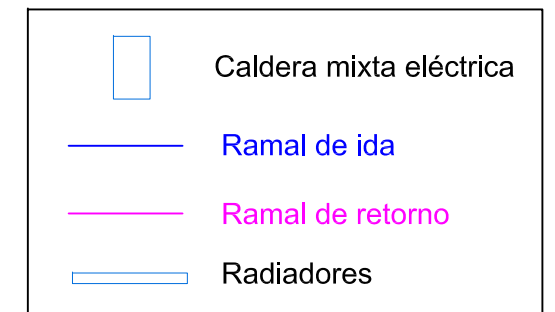 Caldera mixta eléctrica
Ramal de ida
Ramal de retorno
Radiadores